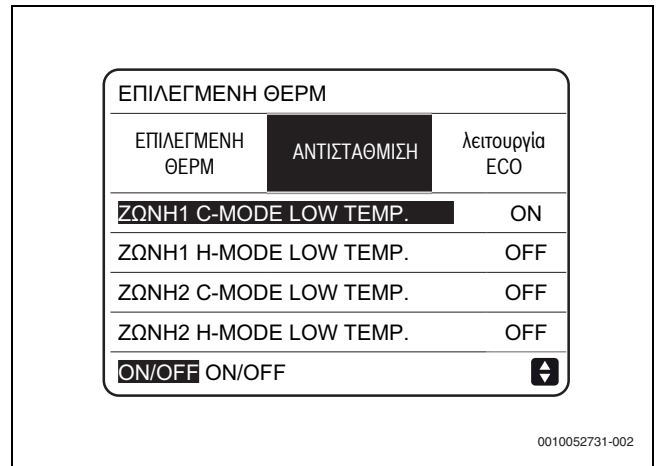 ΕΠΙΛΕΓΜΕΝΗ ΘΕΡΜ
ΕΠΙΛΕΓΜΕΝΗ ΘΕΡΜ
ΑΝΤΙΣΤΑΘΜΙΣΗ
λειτουργία ECO
ΖΩΝΗ1 C-MODE LOW TEMP. ON
ΖΩΝΗ1 H-MODE LOW TEMP. OFF
ΖΩΝΗ2 C-MODE LOW TEMP. OFF
ΖΩΝΗ2 H-MODE LOW TEMP. OFF
ON/OFF ON/OFF
0010052731-002